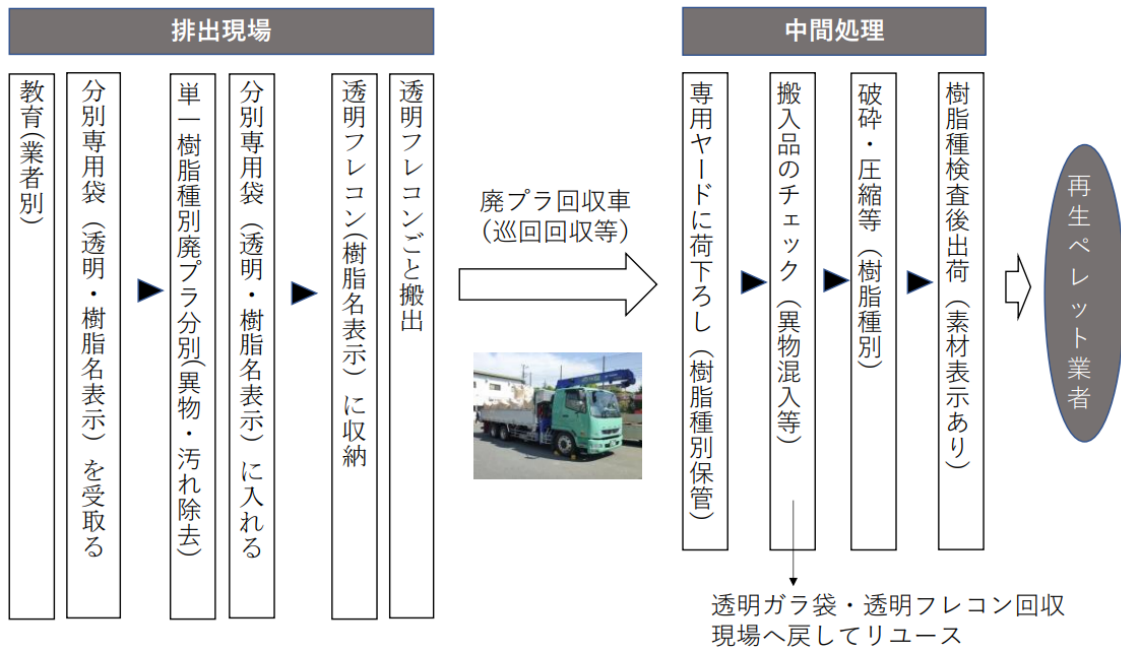 排出現場
教育(業者別)
分別専用袋（透明・樹脂名表示）を受取る
単一樹脂種別廃プラ分別(異物・汚れ除去)
分別専用袋（透明・樹脂名表示）に入れる
透明フレコン(樹脂名表示）に収納
透明フレコンごと搬出
廃プラ回収車
（巡回回収等）
中間処理
専用ヤードに荷下ろし（樹脂種別保管）
搬入品のチェック（異物混入等）
破砕・圧縮等（樹脂種別）
樹脂種検査後出荷（素材表示あり）
透明ガラ袋・透明フレコン回収
現場へ戻してリユース
再生ペレット業者